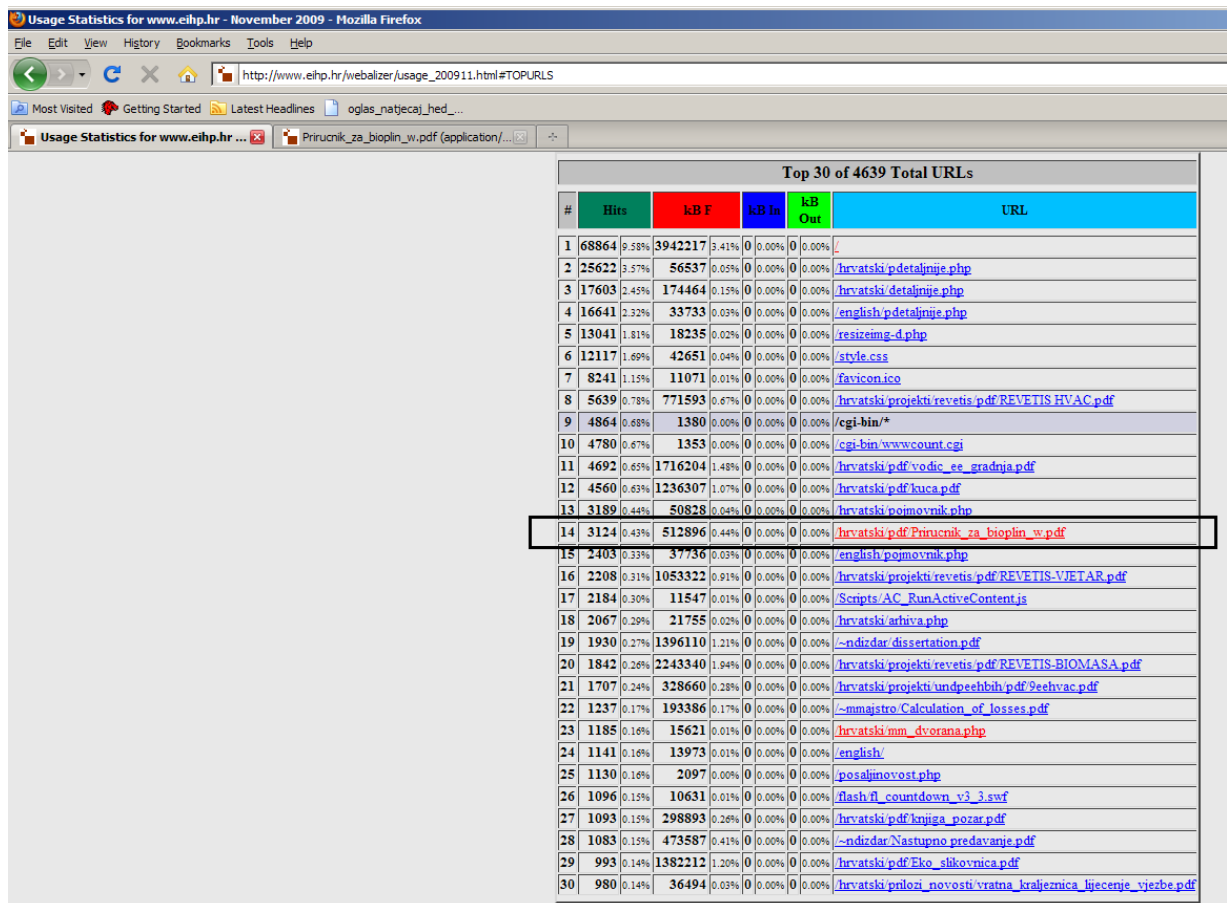 Usage Statistics for www.eihp.hr - November 2009 - Mozilla Firefox
File Edit View History Bookmarks Tools Help
http://www.eihp.hr/webalizer/usage_200911.html#TOPURLS
Most Visited Getting Started Latest Headlines oglas_natjecaj_hed_...
Usage Statistics for www.eihp.hr ... Prirucnik_za_bioplin_w.pdf (application/...
Top 30 of 4639 Total URLs
# Hits kB F kB In kB Out URL
1 68864 9.58% 3942217 3.41% 0 0.00% 0 0.00% /
2 25622 3.57% 56537 0.05% 0 0.00% 0 0.00% /hrvatski/pdetaljnije.php
3 17603 2.45% 174464 0.15% 0 0.00% 0 0.00% /hrvatski/detaljnije.php
4 16641 2.32% 33733 0.03% 0 0.00% 0 0.00% /english/pdetaljnije.php
5 13041 1.81% 18235 0.02% 0 0.00% 0 0.00% /resizeimg-d.php
6 12117 1.69% 42651 0.04% 0 0.00% 0 0.00% /style.css
7 8241 1.15% 11071 0.01% 0 0.00% 0 0.00% /favicon.ico
8 5639 0.78% 771593 0.67% 0 0.00% 0 0.00% /hrvatski/projekti/revetis/pdf/REVETIS HVAC.pdf
9 4864 0.68% 1380 0.00% 0 0.00% 0 0.00% /cgi-bin/*
10 4780 0.67% 1353 0.00% 0 0.00% 0 0.00% /cgi-bin/wwwcount.cgi
11 4692 0.65% 1716204 1.48% 0 0.00% 0 0.00% /hrvatski/pdf/vodic_ee_gradnja.pdf
12 4560 0.63% 1236307 1.07% 0 0.00% 0 0.00% /hrvatski/pdf/kuca.pdf
13 3189 0.44% 50828 0.04% 0 0.00% 0 0.00% /hrvatski/pojmovnik.php
14 3124 0.43% 512896 0.44% 0 0.00% 0 0.00% /hrvatski/pdf/Prirucnik_za_bioplin_w.pdf
15 2403 0.33% 37736 0.03% 0 0.00% 0 0.00% /english/pojmovnik.php
16 2208 0.31% 1053322 0.91% 0 0.00% 0 0.00% /hrvatski/projekti/revetis/pdf/REVETIS-VJETAR.pdf
17 2184 0.30% 11547 0.01% 0 0.00% 0 0.00% /Scripts/AC_RunActiveContent.js
18 2067 0.29% 21755 0.02% 0 0.00% 0 0.00% /hrvatski/arhiva.php
19 1930 0.27% 1396110 1.21% 0 0.00% 0 0.00% /~ndizdar/dissertation.pdf
20 1842 0.26% 2243340 1.94% 0 0.00% 0 0.00% /hrvatski/projekti/revetis/pdf/REVETIS-BIOMASA.pdf
21 1707 0.24% 328660 0.28% 0 0.00% 0 0.00% /hrvatski/projekti/undpeehbih/pdf/9eehvac.pdf
22 1237 0.17% 193386 0.17% 0 0.00% 0 0.00% /~mmajstro/Calculation_of_losses.pdf
23 1185 0.16% 15621 0.01% 0 0.00% 0 0.00% /hrvatski/mm_dvorana.php
24 1141 0.16% 13973 0.01% 0 0.00% 0 0.00% /english/
25 1130 0.16% 2097 0.00% 0 0.00% 0 0.00% /posaljinovost.php
26 1096 0.15% 10631 0.01% 0 0.00% 0 0.00% /flash/fl_countdown_v3_3.swf
27 1093 0.15% 298893 0.26% 0 0.00% 0 0.00% /hrvatski/pdf/knjiga_pozar.pdf
28 1083 0.15% 473587 0.41% 0 0.00% 0 0.00% /~ndizdar/Nastupno predavanje.pdf
29 993 0.14% 1382212 1.20% 0 0.00% 0 0.00% /hrvatski/pdf/Eko_slikovnica.pdf
30 980 0.14% 36494 0.03% 0 0.00% 0 0.00% /hrvatski/prilozi_novosti/vratna_kraljeznica_lijecenje_vjezbe.pdf